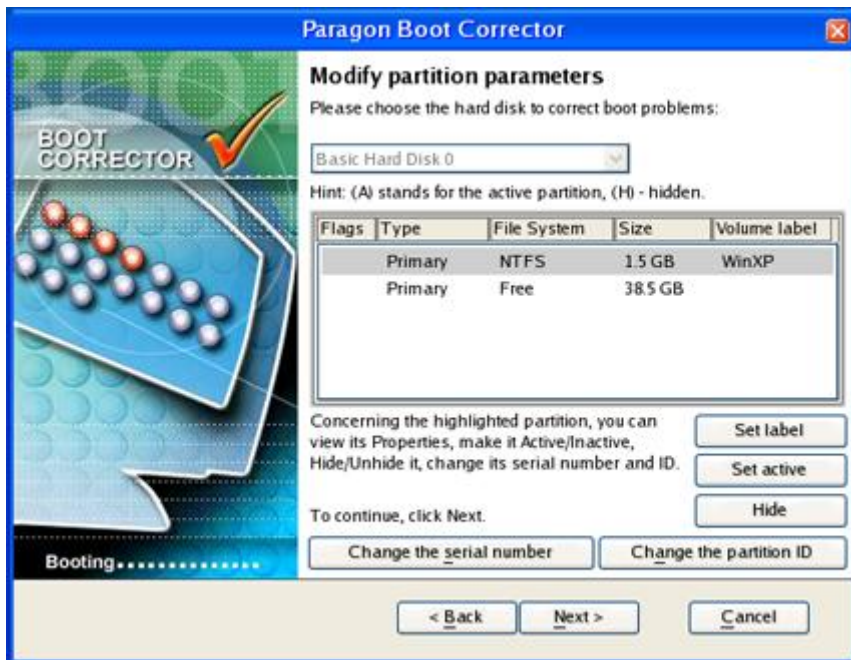 Paragon Boot Corrector
BOOT
BOOT
CORRECTOR
Booting..............
Modify partition parameters
Please choose the hard disk to correct boot problems:
Basic Hard Disk 0
Hint: (A) stands for the active partition, (H) - hidden.
Flags Type File System Size Volume label
Primary NTFS 1.5 GB WinXP
Primary Free 38.5 GB
Concerning the highlighted partition, you can
view its Properties, make it Active/Inactive,
Hide/Unhide it, change its serial number and ID.
To continue, click Next.
Set label
Set active
Hide
Change the serial number Change the partition ID
< Back Next > Cancel